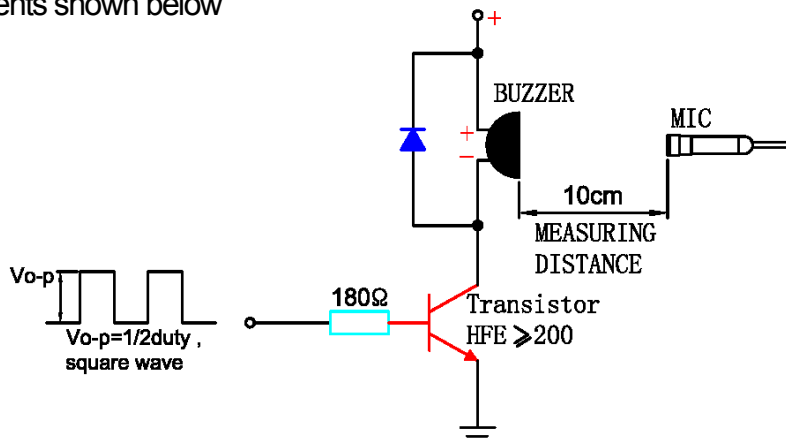 ents shown below
+
BUZZER
+
−
MIC
10cm
MEASURING
DISTANCE
Vo-p
180Ω
Transistor
HFE ⩾200
Vo-p=1/2duty ,
square wave